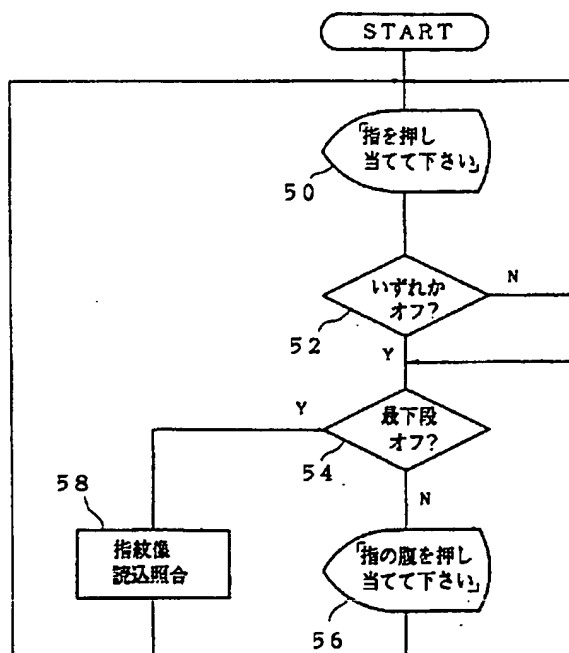 START
「指を押し
当てて下さい」
50
いずれか
オフ?
N
52
Y
最下段
オフ?
Y
54
N
58
指紋像
読込照合
「指の腹を押し
当てて下さい」
56